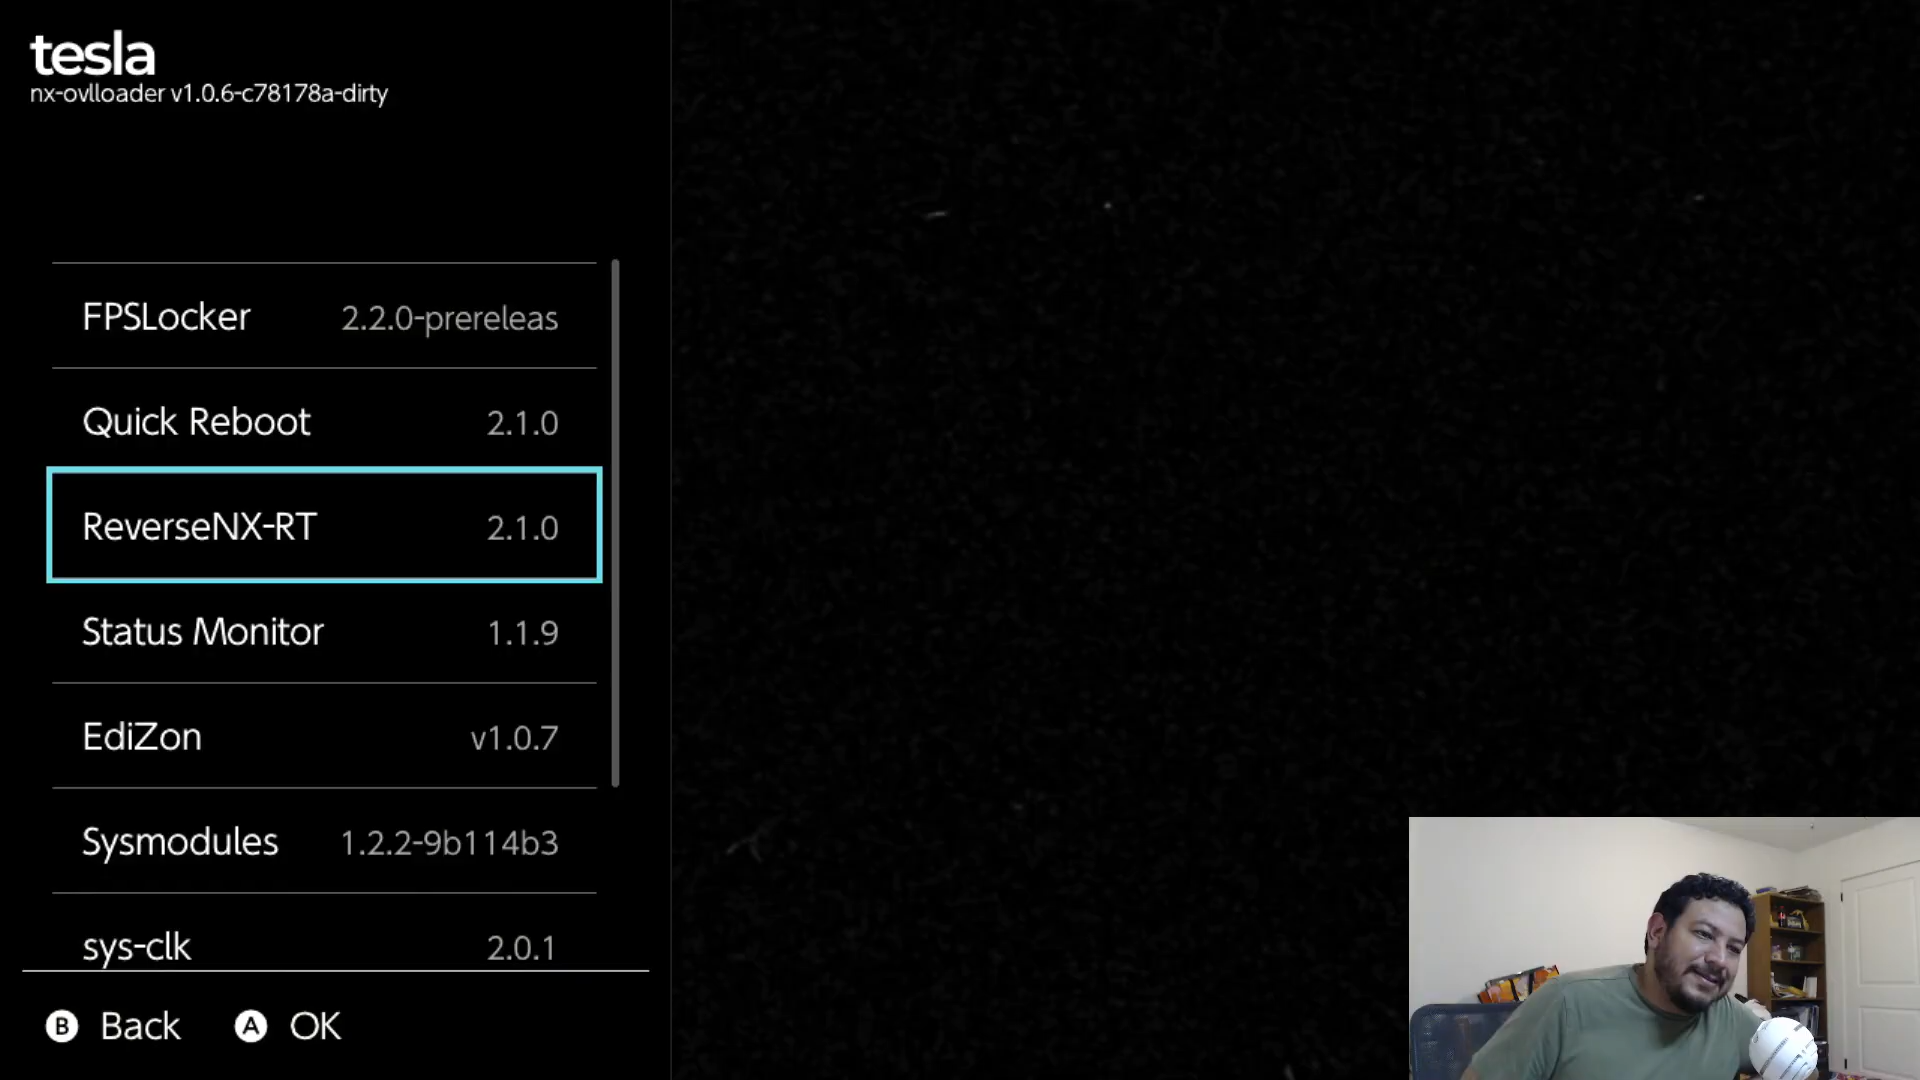 tesla
nx-ovlloader v1.0.6-c78178a-dirty
FPSLocker 2.2.0-prereleas
Quick Reboot 2.1.0
ReverseNX-RT 2.1.0
Status Monitor 1.1.9
EdiZon v1.0.7
Sysmodules 1.2.2-9b114b3
sys-clk 2.0.1
B Back A OK